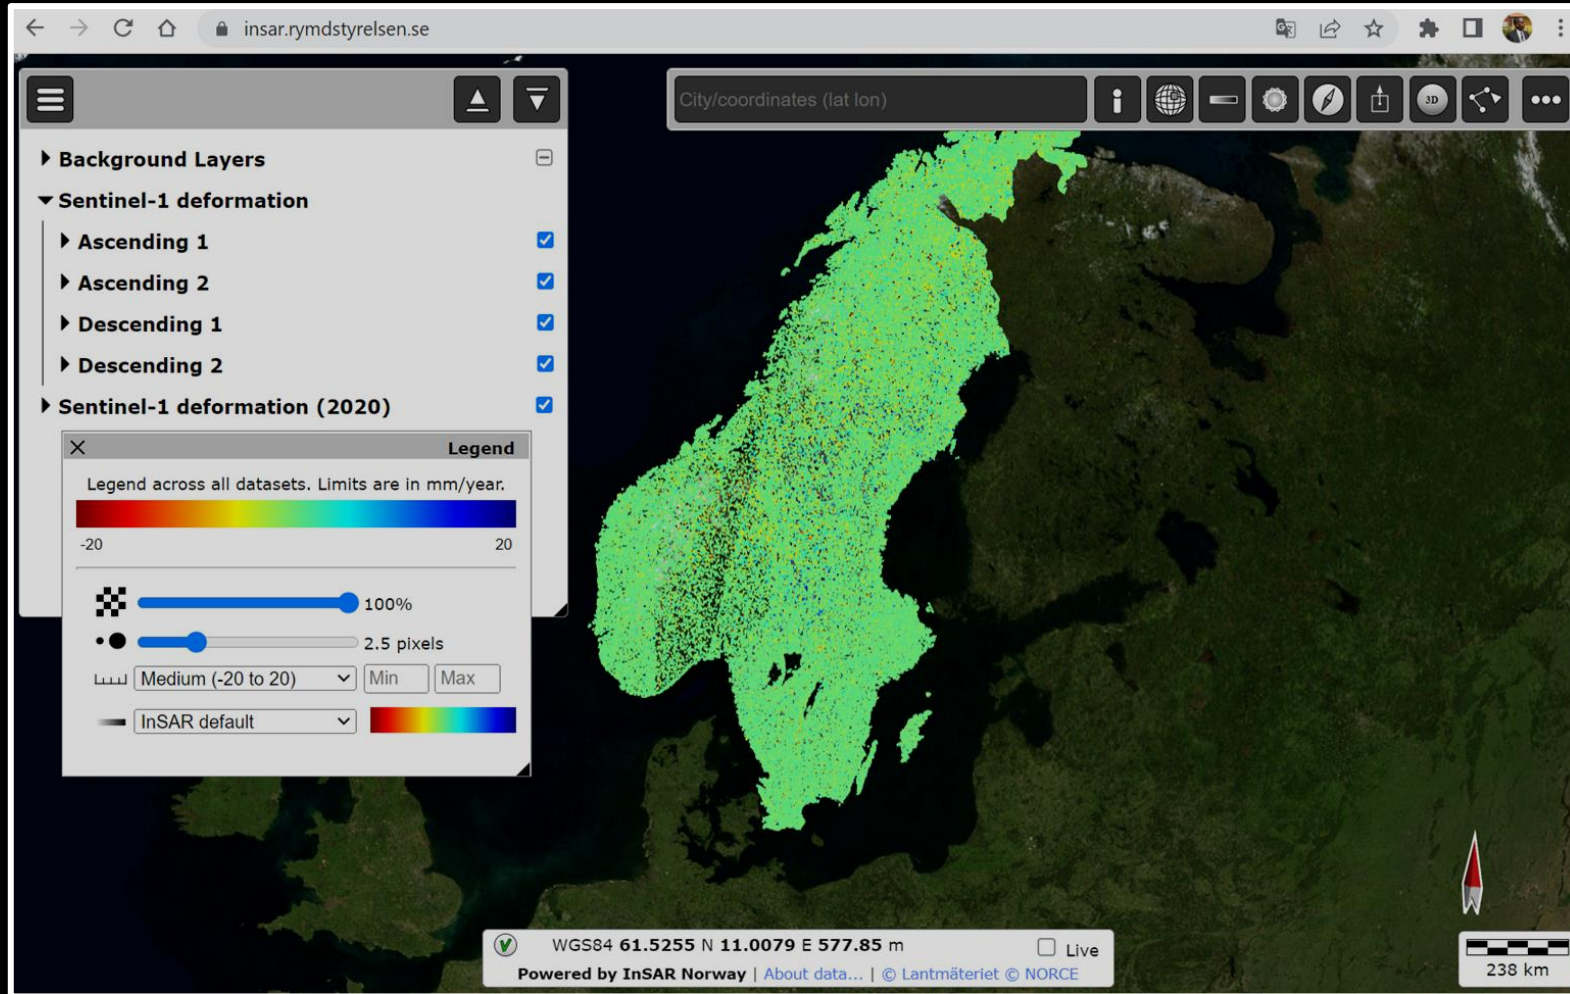 insar.rymdstyrelsen.se
City/coordinates (lat lon)
3D
Background Layers
Sentinel-1 deformation
Ascending 1
Ascending 2
Descending 1
Descending 2
Sentinel-1 deformation (2020)
Legend
Legend across all datasets. Limits are in mm/year.
-20 20
100%
2.5 pixels
Medium (-20 to 20) Min Max
InSAR default
WGS84 61.5255 N 11.0079 E 577.85 m Live
Powered by InSAR Norway | About data... | © Lantmäteriet © NORCE
238 km